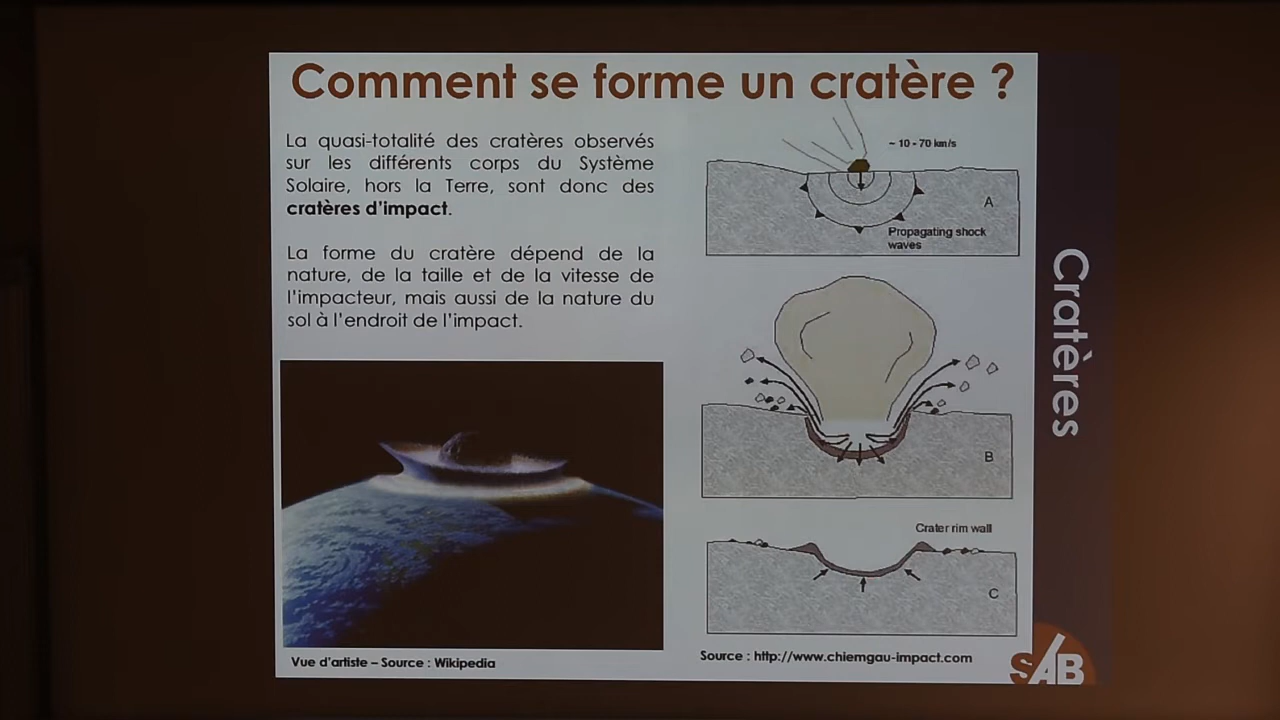 Comment se forme un cratère ?
La quasi-totalité des cratères observés
sur les différents corps du Système
Solaire, hors la Terre, sont donc des
cratères d'impact.
La forme du cratère dépend de la
nature, de la taille et de la vitesse de
l'impacteur, mais aussi de la nature du
sol à l'endroit de l'impact.
Vue d'artiste – Source : Wikipedia
~ 10 - 70 km/s
A
Propagating shock
waves
B
Crater rim wall
C
Source : http://www.chiemgau-impact.com
Cratères
SAB